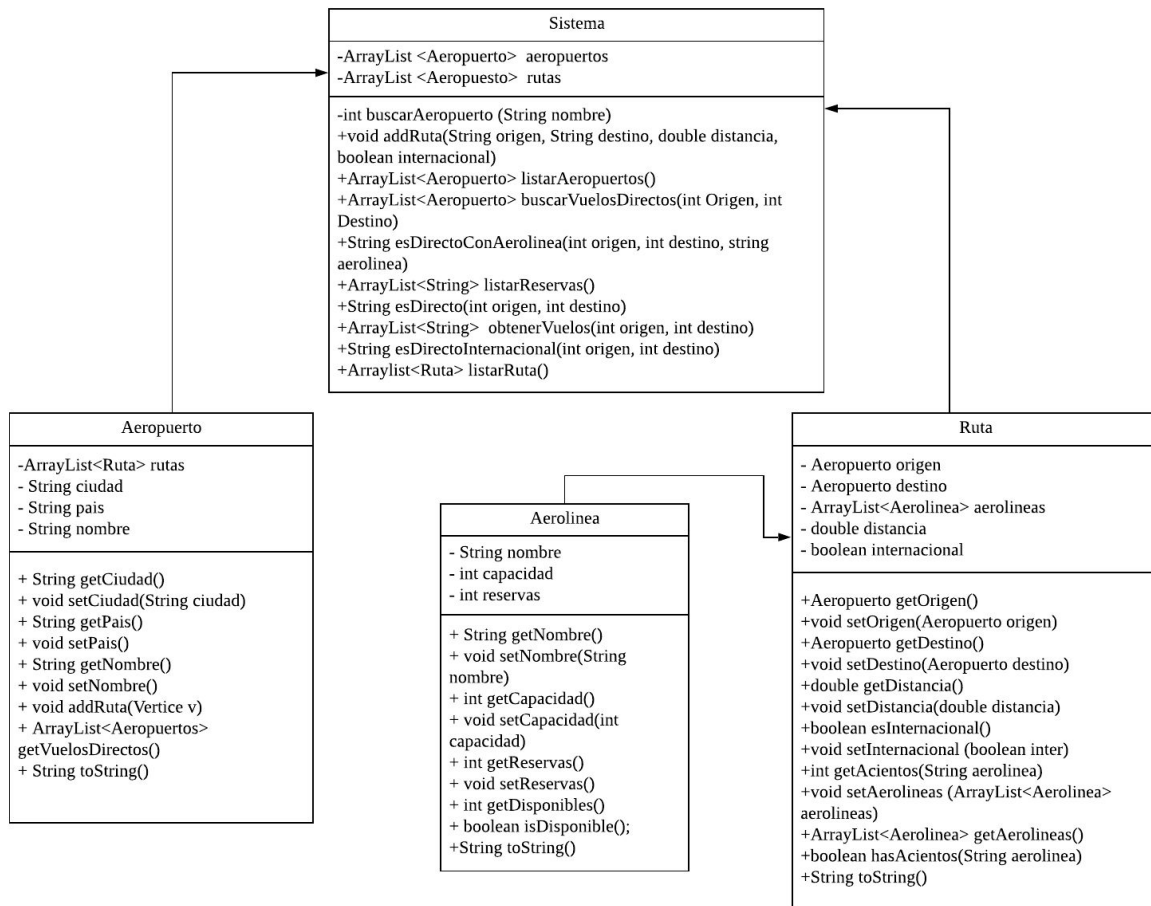 Sistema
-ArrayList <Aeropuerto>  aeropuertos
-ArrayList <Aeropuesto>  rutas
-int buscarAeropuerto (String nombre)
+void addRuta(String origen, String destino, double distancia,
boolean internacional)
+ArrayList<Aeropuerto> listarAeropuertos()
+ArrayList<Aeropuerto> buscarVuelosDirectos(int Origen, int
Destino)
+String esDirectoConAerolinea(int origen, int destino, string
aerolinea)
+ArrayList<String> listarReservas()
+String esDirecto(int origen, int destino)
+ArrayList<String>  obtenerVuelos(int origen, int destino)
+String esDirectoInternacional(int origen, int destino)
+Arraylist<Ruta> listarRuta()
Aeropuerto
-ArrayList<Ruta> rutas
- String ciudad
- String pais
- String nombre
+ String getCiudad()
+ void setCiudad(String ciudad)
+ String getPais()
+ void setPais()
+ String getNombre()
+ void setNombre()
+ void addRuta(Vertice v)
+ ArrayList<Aeropuertos>
getVuelosDirectos()
+ String toString()
Aerolinea
- String nombre
- int capacidad
- int reservas
+ String getNombre()
+ void setNombre(String
nombre)
+ int getCapacidad()
+ void setCapacidad(int
capacidad)
+ int getReservas()
+ void setReservas()
+ int getDisponibles()
+ boolean isDisponible();
+String toString()
Ruta
- Aeropuerto origen
- Aeropuerto destino
- ArrayList<Aerolinea> aerolineas
- double distancia
- boolean internacional
+Aeropuerto getOrigen()
+void setOrigen(Aeropuerto origen)
+Aeropuerto getDestino()
+void setDestino(Aeropuerto destino)
+double getDistancia()
+void setDistancia(double distancia)
+boolean esInternacional()
+void setInternacional (boolean inter)
+int getAcientos(String aerolinea)
+void setAerolineas (ArrayList<Aerolinea>
aerolineas)
+ArrayList<Aerolinea> getAerolineas()
+boolean hasAcientos(String aerolinea)
+String toString()